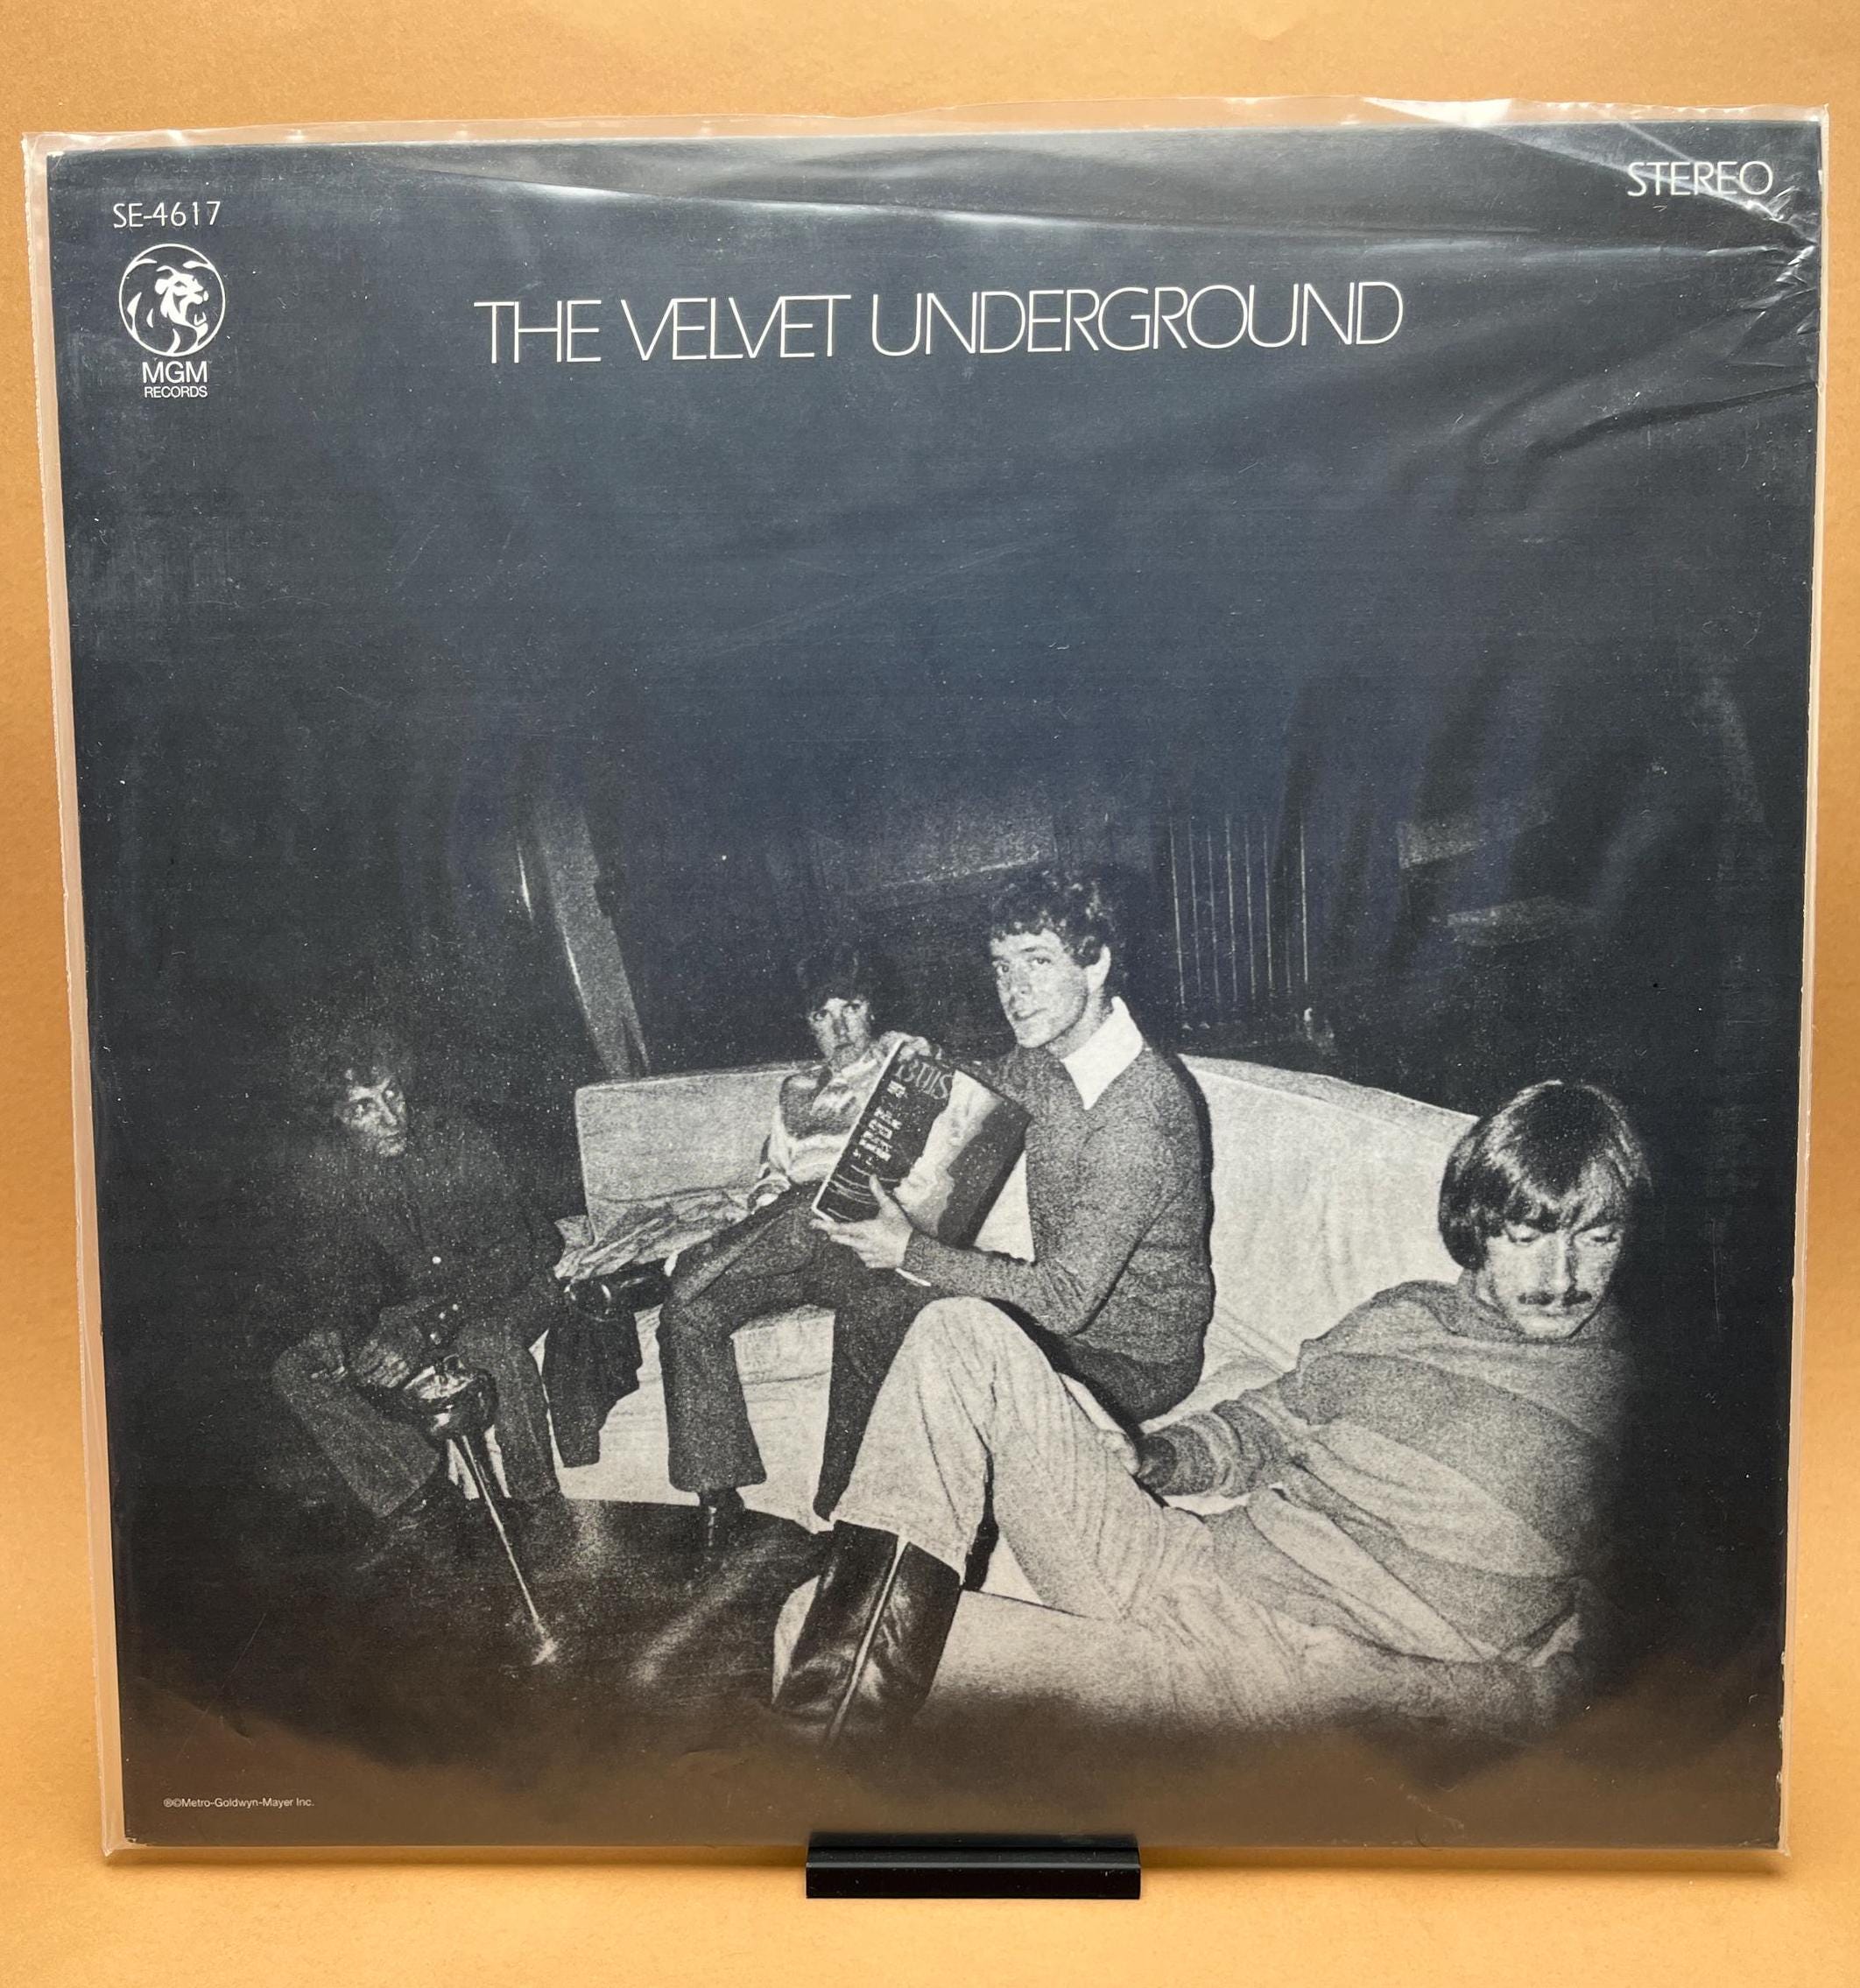 STEREO
SE-4617
MGM
RECORDS
THE VELVET UNDERGROUND
℗©Metro-Goldwyn-Mayer Inc.